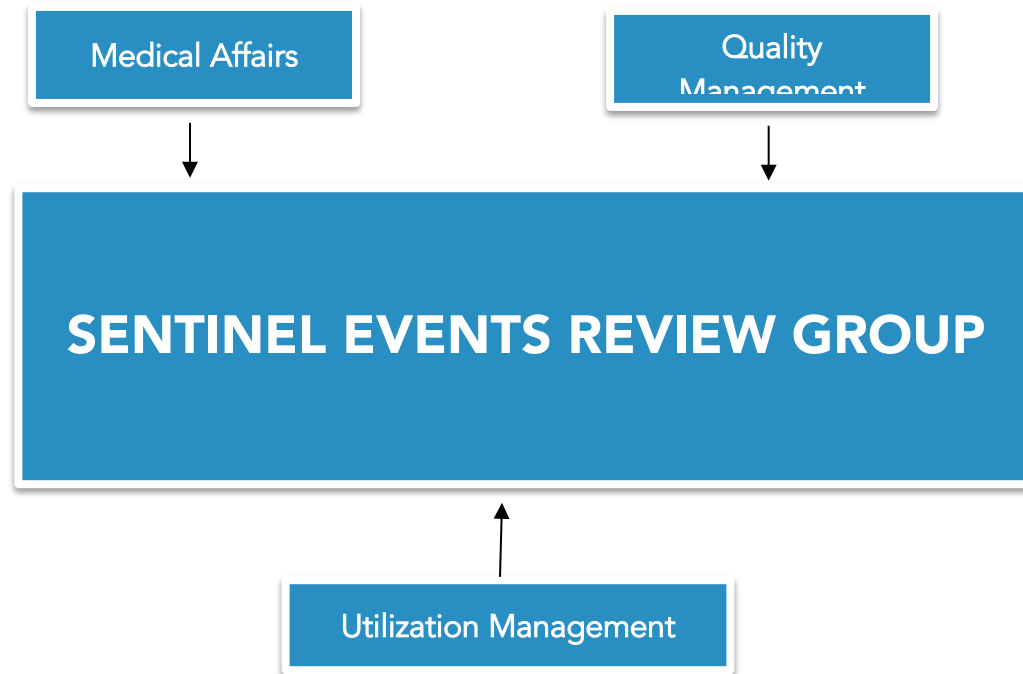 Medical Affairs
Quality
Management
SENTINEL EVENTS REVIEW GROUP
Utilization Management